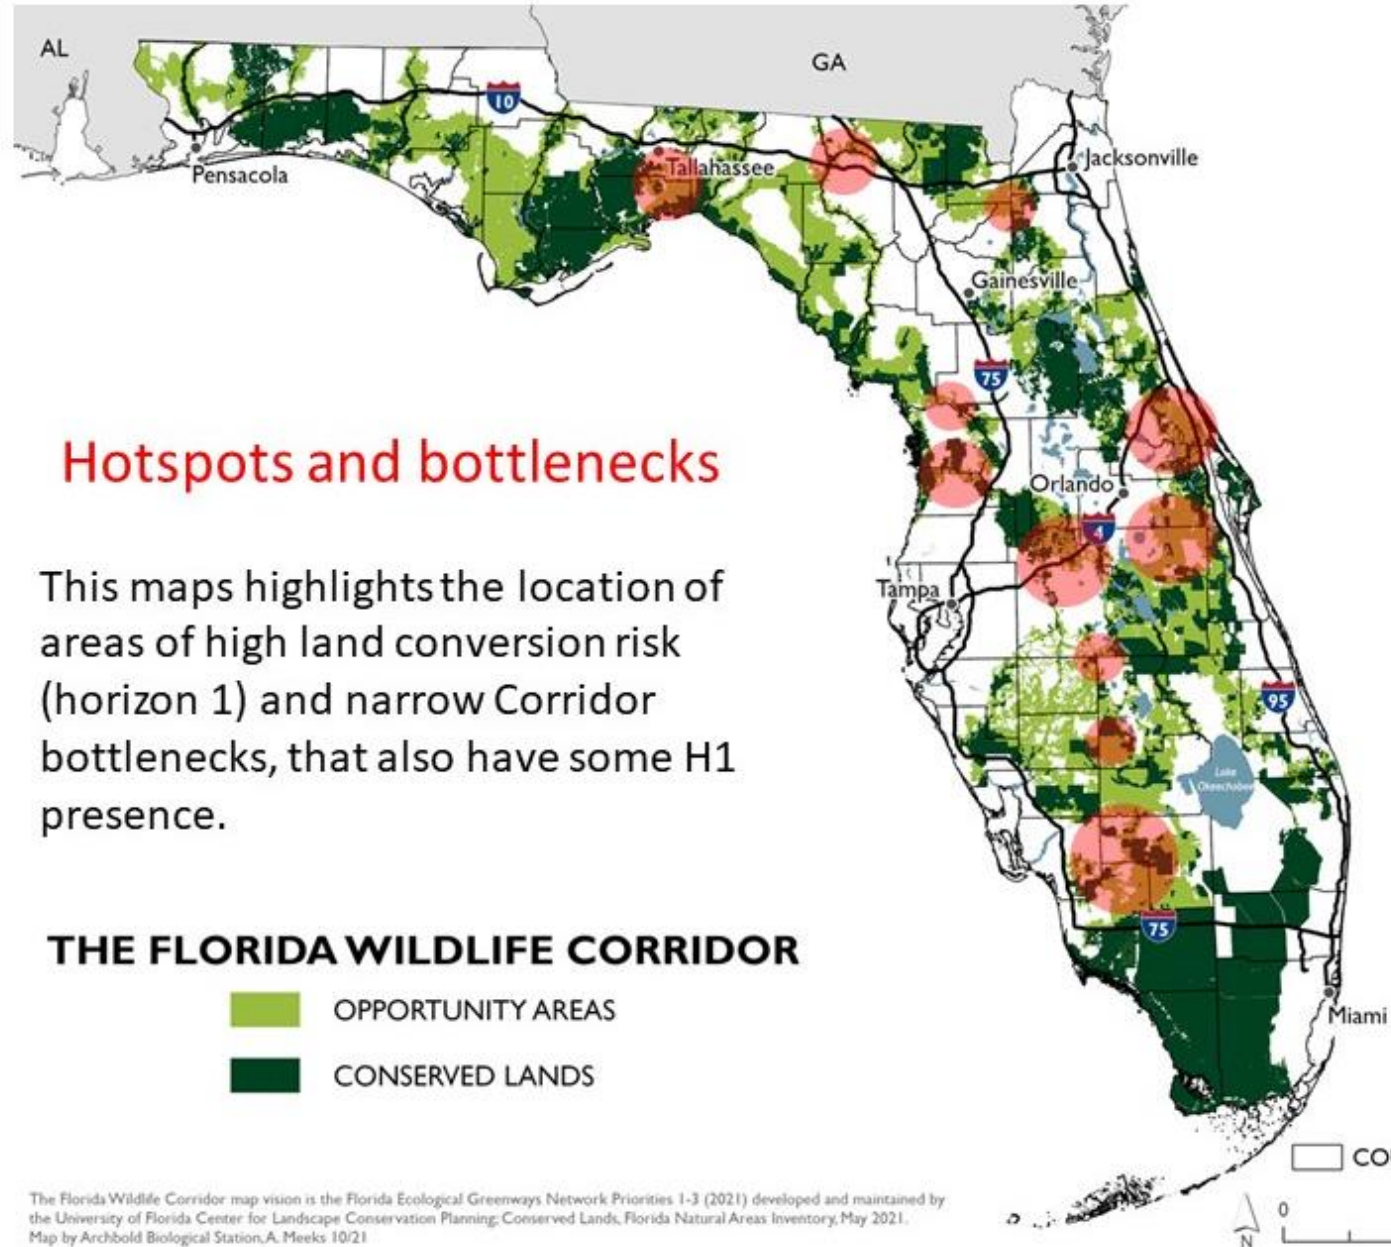 AL
GA
10
Pensacola
Tallahassee
Jacksonville
Gainesville
75
Hotspots and bottlenecks
Orlando
4
This maps highlights the location of
areas of high land conversion risk
(horizon 1) and narrow Corridor
bottlenecks, that also have some H1
presence.
Tampa
95
Lake
Okeechobee
THE FLORIDA WILDLIFE CORRIDOR
75
OPPORTUNITY AREAS
CONSERVED LANDS
Miami
CO
The Florida Wildlife Corridor map vision is the Florida Ecological Greenways Network Priorities 1-3 (2021) developed and maintained by
the University of Florida Center for Landscape Conservation Planning; Conserved Lands, Florida Natural Areas Inventory, May 2021.
Map by Archbold Biological Station, A. Meeks 10/21
N
0